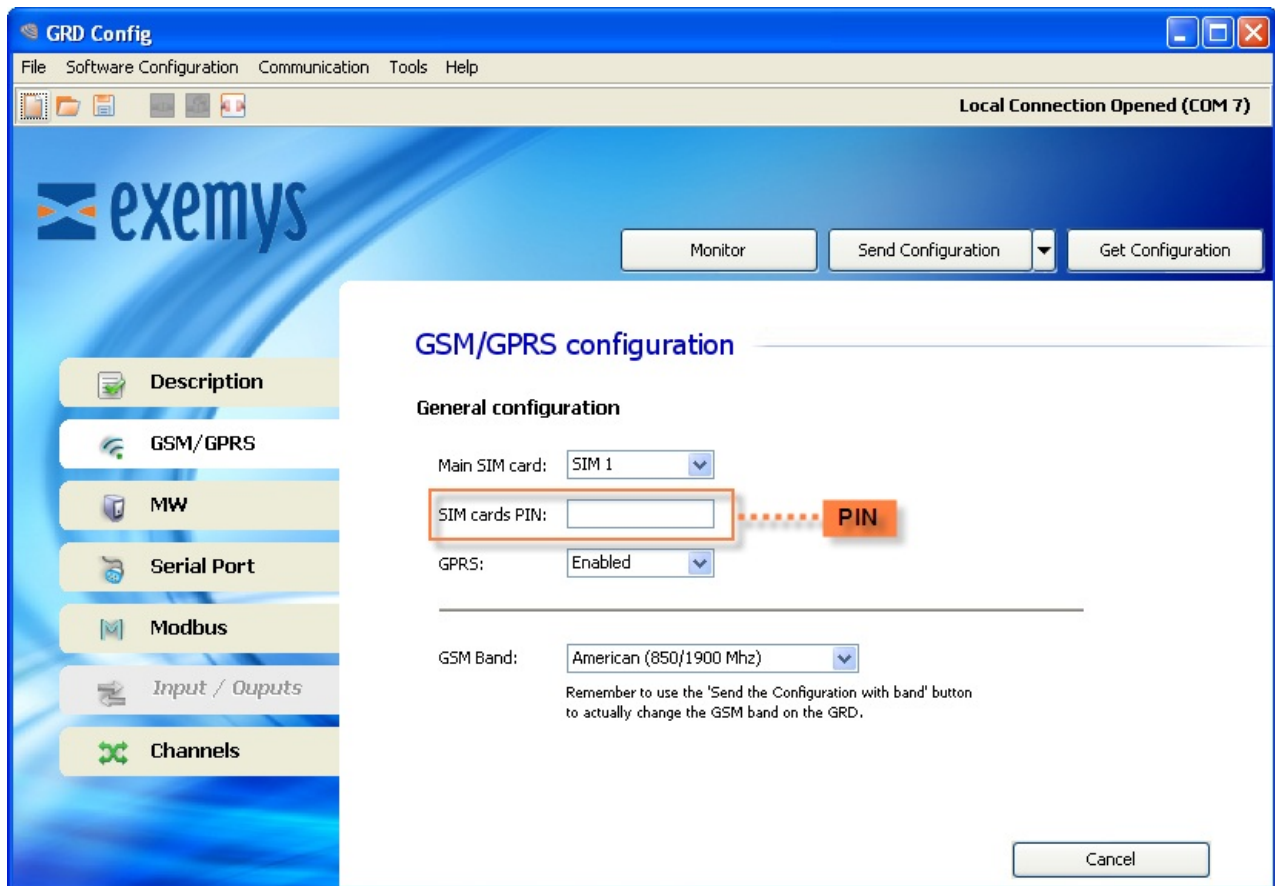 GRD Config
File Software Configuration Communication Tools Help
Local Connection Opened (COM 7)
exemys
Monitor
Send Configuration
Get Configuration
GSM/GPRS configuration
Description
General configuration
GSM/GPRS
Main SIM card: SIM 1
MW
SIM cards PIN:
PIN
Serial Port
GPRS: Enabled
Modbus
GSM Band: American (850/1900 Mhz)
Input / Ouputs
Remember to use the 'Send the Configuration with band' button
to actually change the GSM band on the GRD.
Channels
Cancel